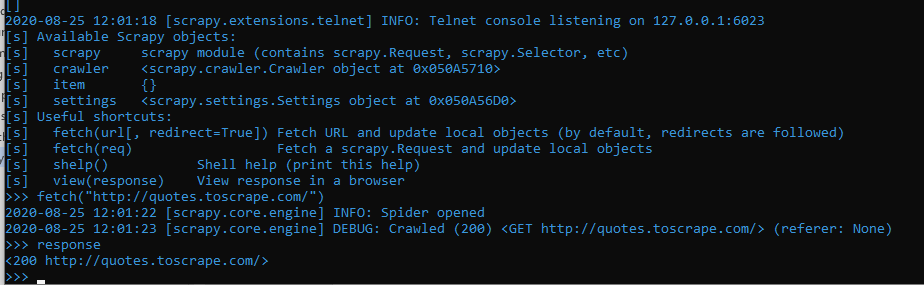 []
2020-08-25 12:01:18 [scrapy.extensions.telnet] INFO: Telnet console listening on 127.0.0.1:6023
[s] Available Scrapy objects:
[s]   scrapy     scrapy module (contains scrapy.Request, scrapy.Selector, etc)
[s]   crawler    <scrapy.crawler.Crawler object at 0x050A5710>
[s]   item       {}
[s]   settings   <scrapy.settings.Settings object at 0x050A56D0>
[s] Useful shortcuts:
[s]   fetch(url[, redirect=True]) Fetch URL and update local objects (by default, redirects are followed)
[s]   fetch(req)                  Fetch a scrapy.Request and update local objects
[s]   shelp()           Shell help (print this help)
[s]   view(response)    View response in a browser
>>> fetch("http://quotes.toscrape.com/")
2020-08-25 12:01:22 [scrapy.core.engine] INFO: Spider opened
2020-08-25 12:01:23 [scrapy.core.engine] DEBUG: Crawled (200) <GET http://quotes.toscrape.com/> (referer: None)
>>> response
<200 http://quotes.toscrape.com/>
>>>